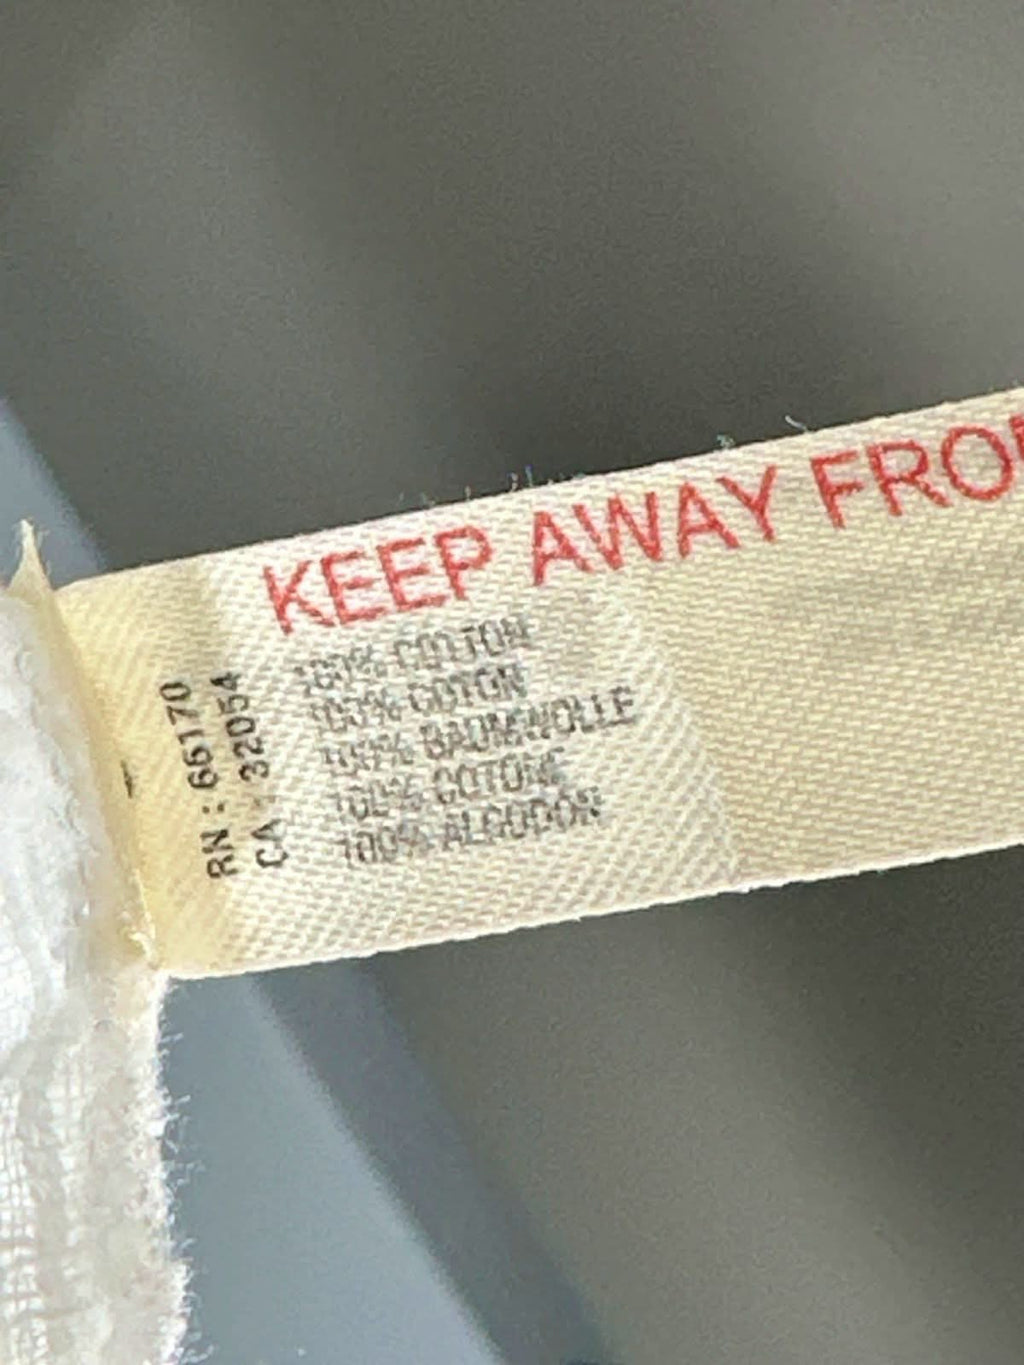 KEEP AWAY FRO
100% COTTON
100% COTON
100% BAUMWOLLE
100% COTONE
100% ALGODON
RN : 66170
CA : 32054